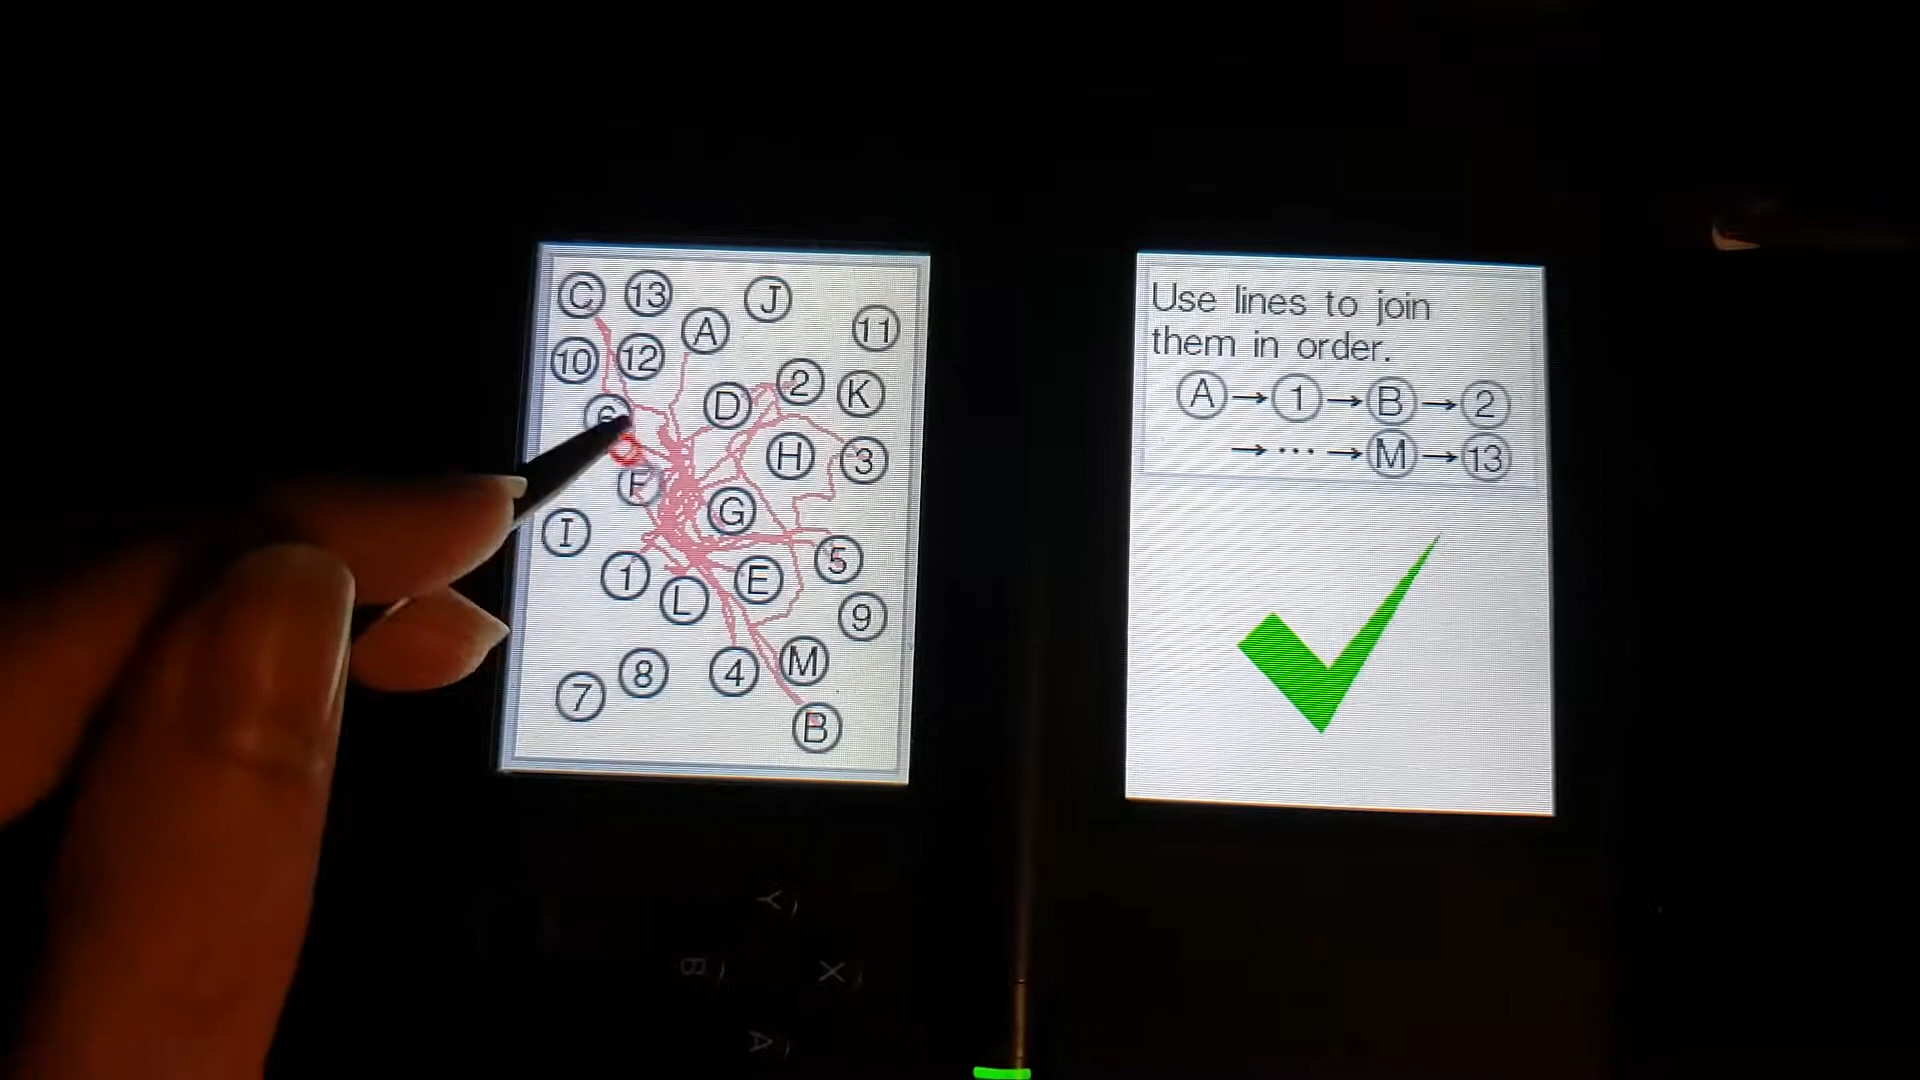 C 13 A J 11
10 12 2 K
6 D H 3
F G
I 1 L E 5 9
7 8 4 M
B
Use lines to join
them in order.
A→1→B→2
→···→M→13
Y
B X
A